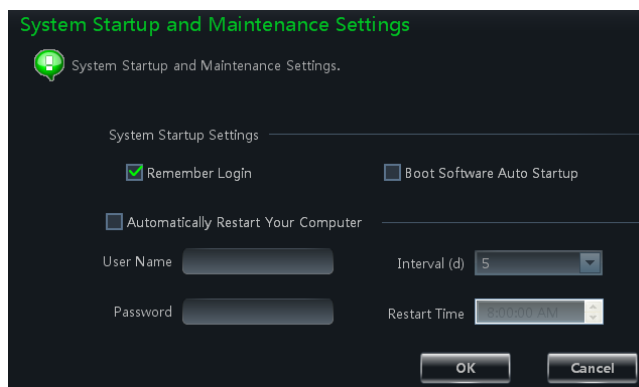 System Startup and Maintenance Settings
System Startup and Maintenance Settings.
System Startup Settings
Remember Login
Boot Software Auto Startup
Automatically Restart Your Computer
User Name
Interval (d)
5
Password
Restart Time
8:00:00 AM
OK
Cancel